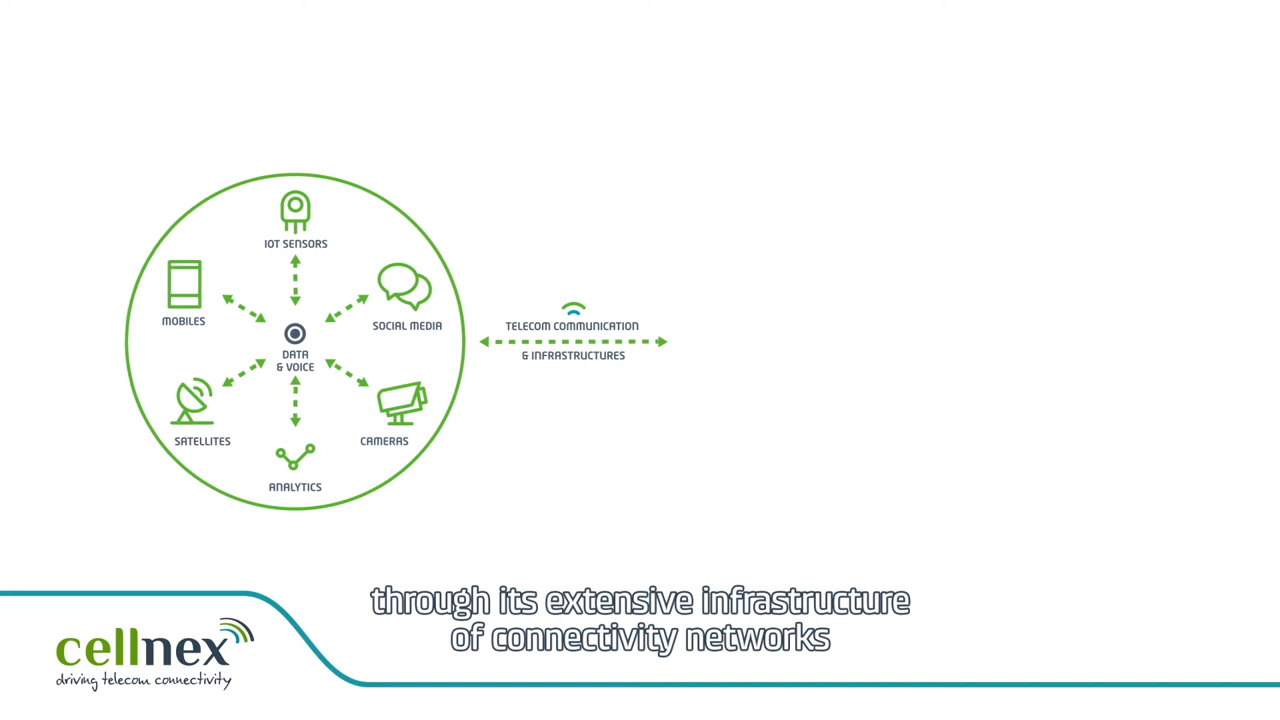 IOT SENSORS
MOBILES
SOCIAL MEDIA
DATA
& VOICE
SATELLITES
CAMERAS
ANALYTICS
TELECOM COMMUNICATION
& INFRASTRUCTURES
through its extensive infrastructure
of connectivity networks
cellnex
driving telecom connectivity